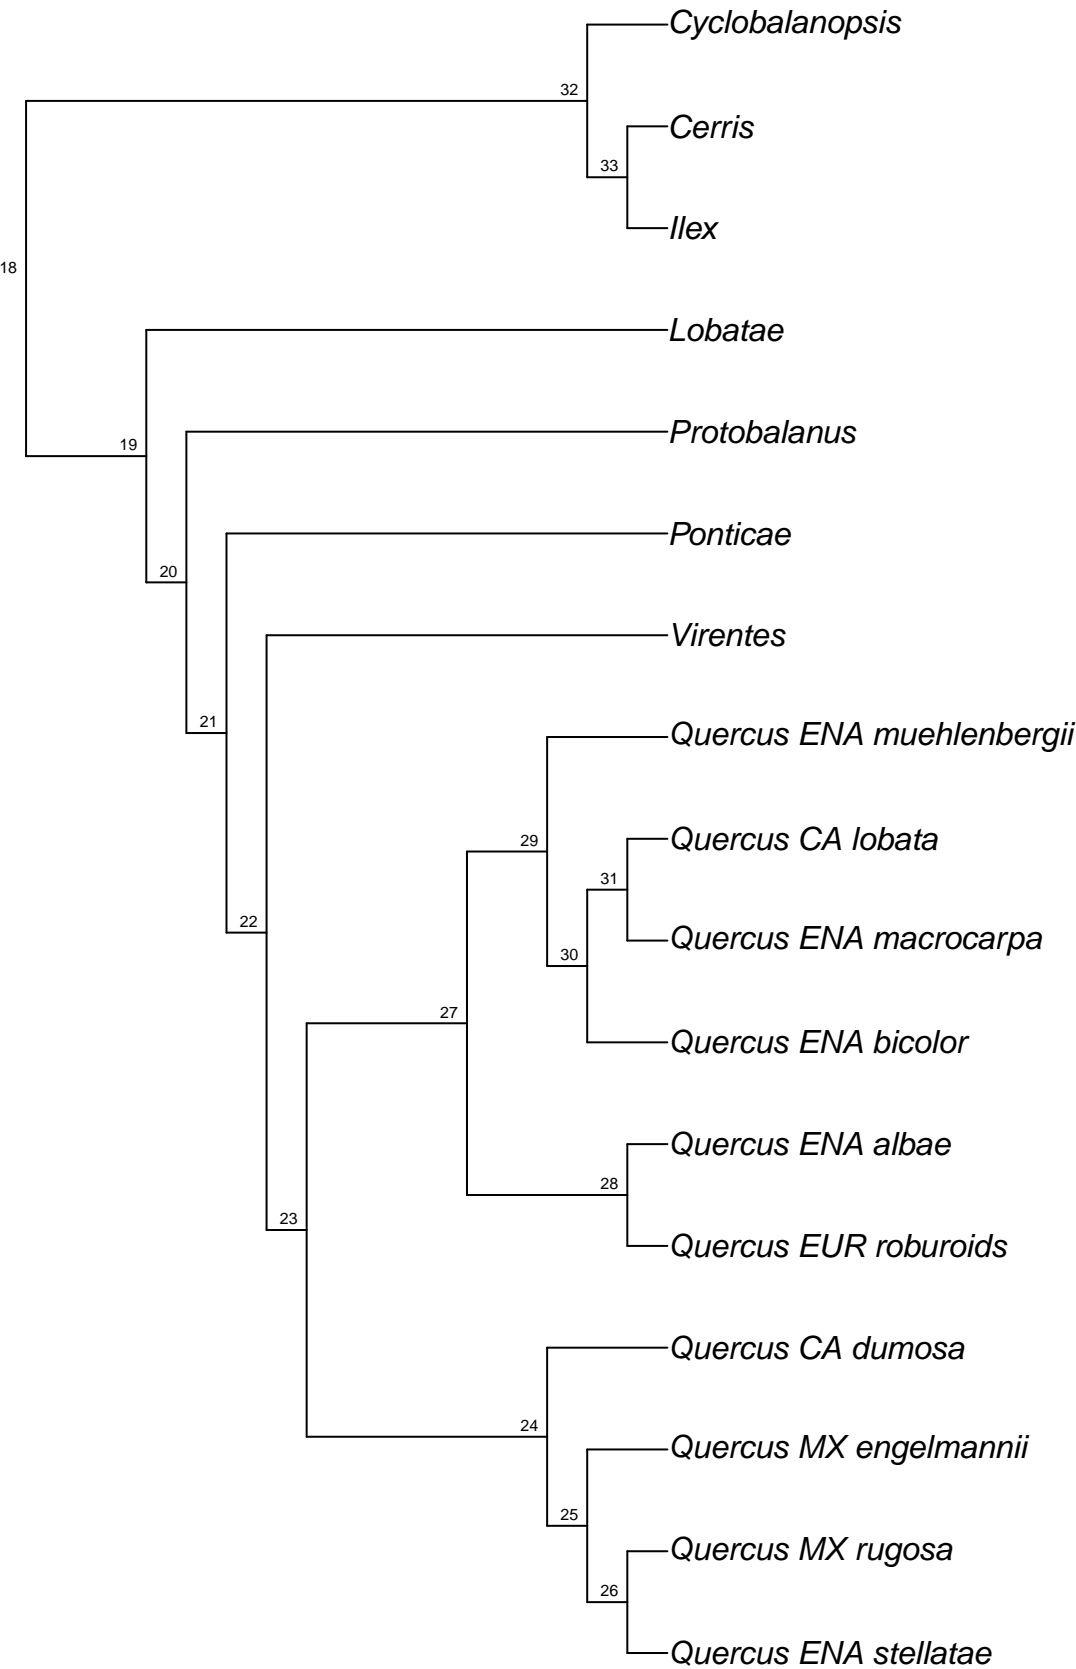 Cyclobalanopsis
32
Cerris
33
Ilex
18
Lobatae
Protobalanus
19
Ponticae
20
Virentes
21
Quercus ENA muehlenbergii
29
Quercus CA lobata
31
22
Quercus ENA macrocarpa
30
27
Quercus ENA bicolor
Quercus ENA albae
28
23
Quercus EUR roburoids
Quercus CA dumosa
24
Quercus MX engelmannii
25
Quercus MX rugosa
26
Quercus ENA stellatae